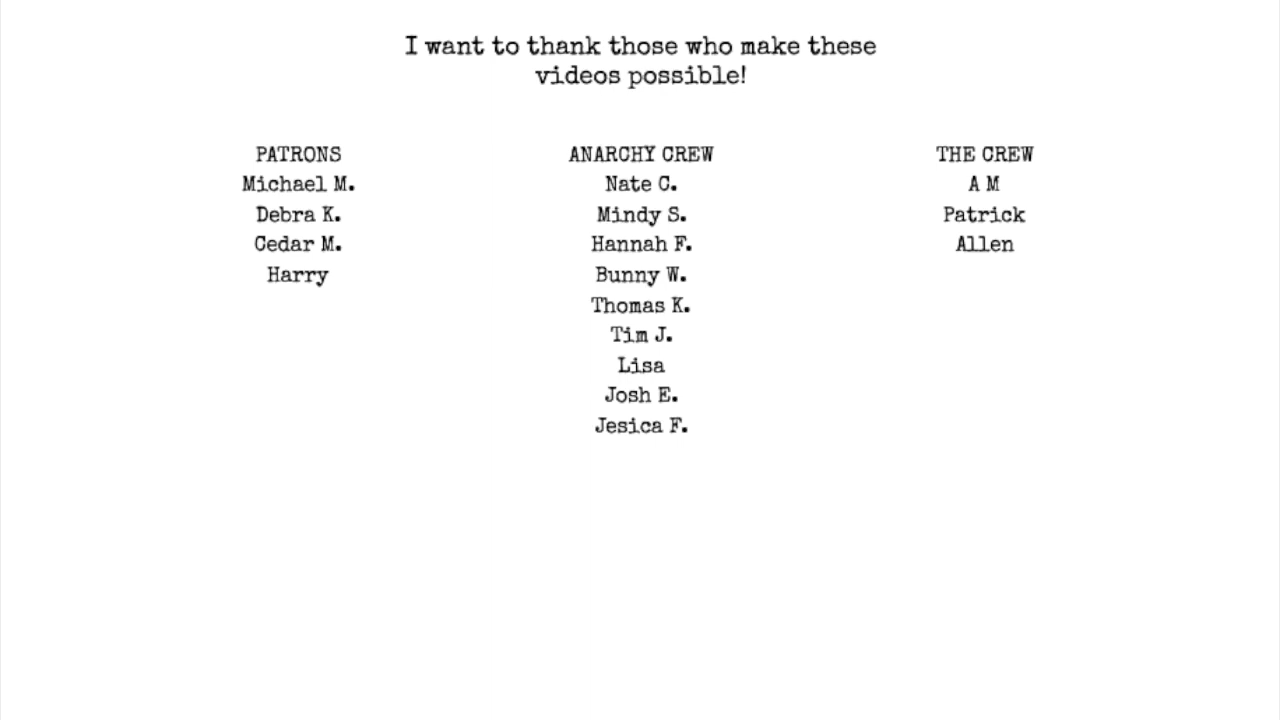 I want to thank those who make these
videos possible!
PATRONS
Michael M.
Debra K.
Cedar M.
Harry
ANARCHY CREW
Nate C.
Mindy S.
Hannah F.
Bunny W.
Thomas K.
Tim J.
Lisa
Josh E.
Jesica F.
THE CREW
A M
Patrick
Allen